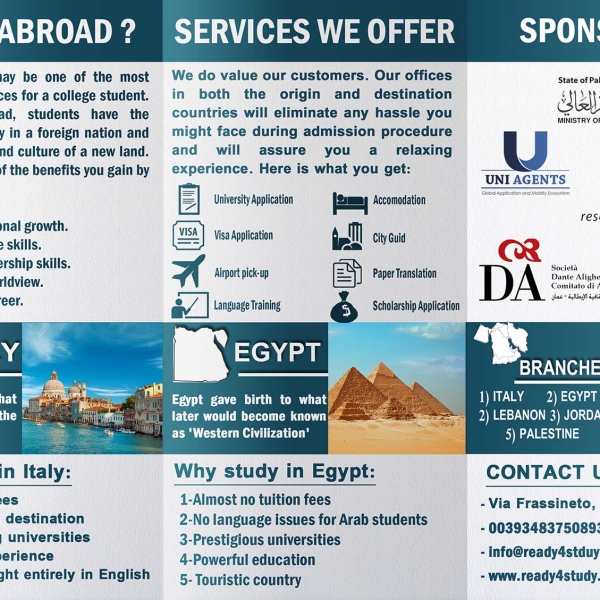 ABROAD ?
may be one of the most
ces for a college student.
ad, students have the
y in a foreign nation and
nd culture of a new land.
of the benefits you gain by
onal growth.
e skills.
ership skills.
rldview.
reer.
Y
hat
the
in Italy:
ees
destination
g universities
perience
ght entirely in English
SERVICES WE OFFER
We do value our customers. Our offices
in both the origin and destination
countries will eliminate any hassle you
might face during admission procedure
and will assure you a relaxing
experience. Here is what you get:
University Application
Accomodation
VISA
Visa Application
City Guid
Airport pick-up
Paper Translation
Language Training
$
Scholarship Application
EGYPT
Egypt gave birth to what
later would become known
as 'Western Civilization'
Why study in Egypt:
1-Almost no tuition fees
2-No language issues for Arab students
3-Prestigious universities
4-Powerful education
5- Touristic country
SPONS
State of Pal
MINISTRY OF
U
UNI AGENTS
Global Application and Mobility Ecosystem
rese
DA
Società
Dante Alighe
Comitato di A
BRANCHE
1) ITALY 2) EGYPT
2) LEBANON 3) JORDA
5) PALESTINE
CONTACT U
- Via Frassineto,
- 00393483750893
- info@ready4stduy
- www.ready4study.